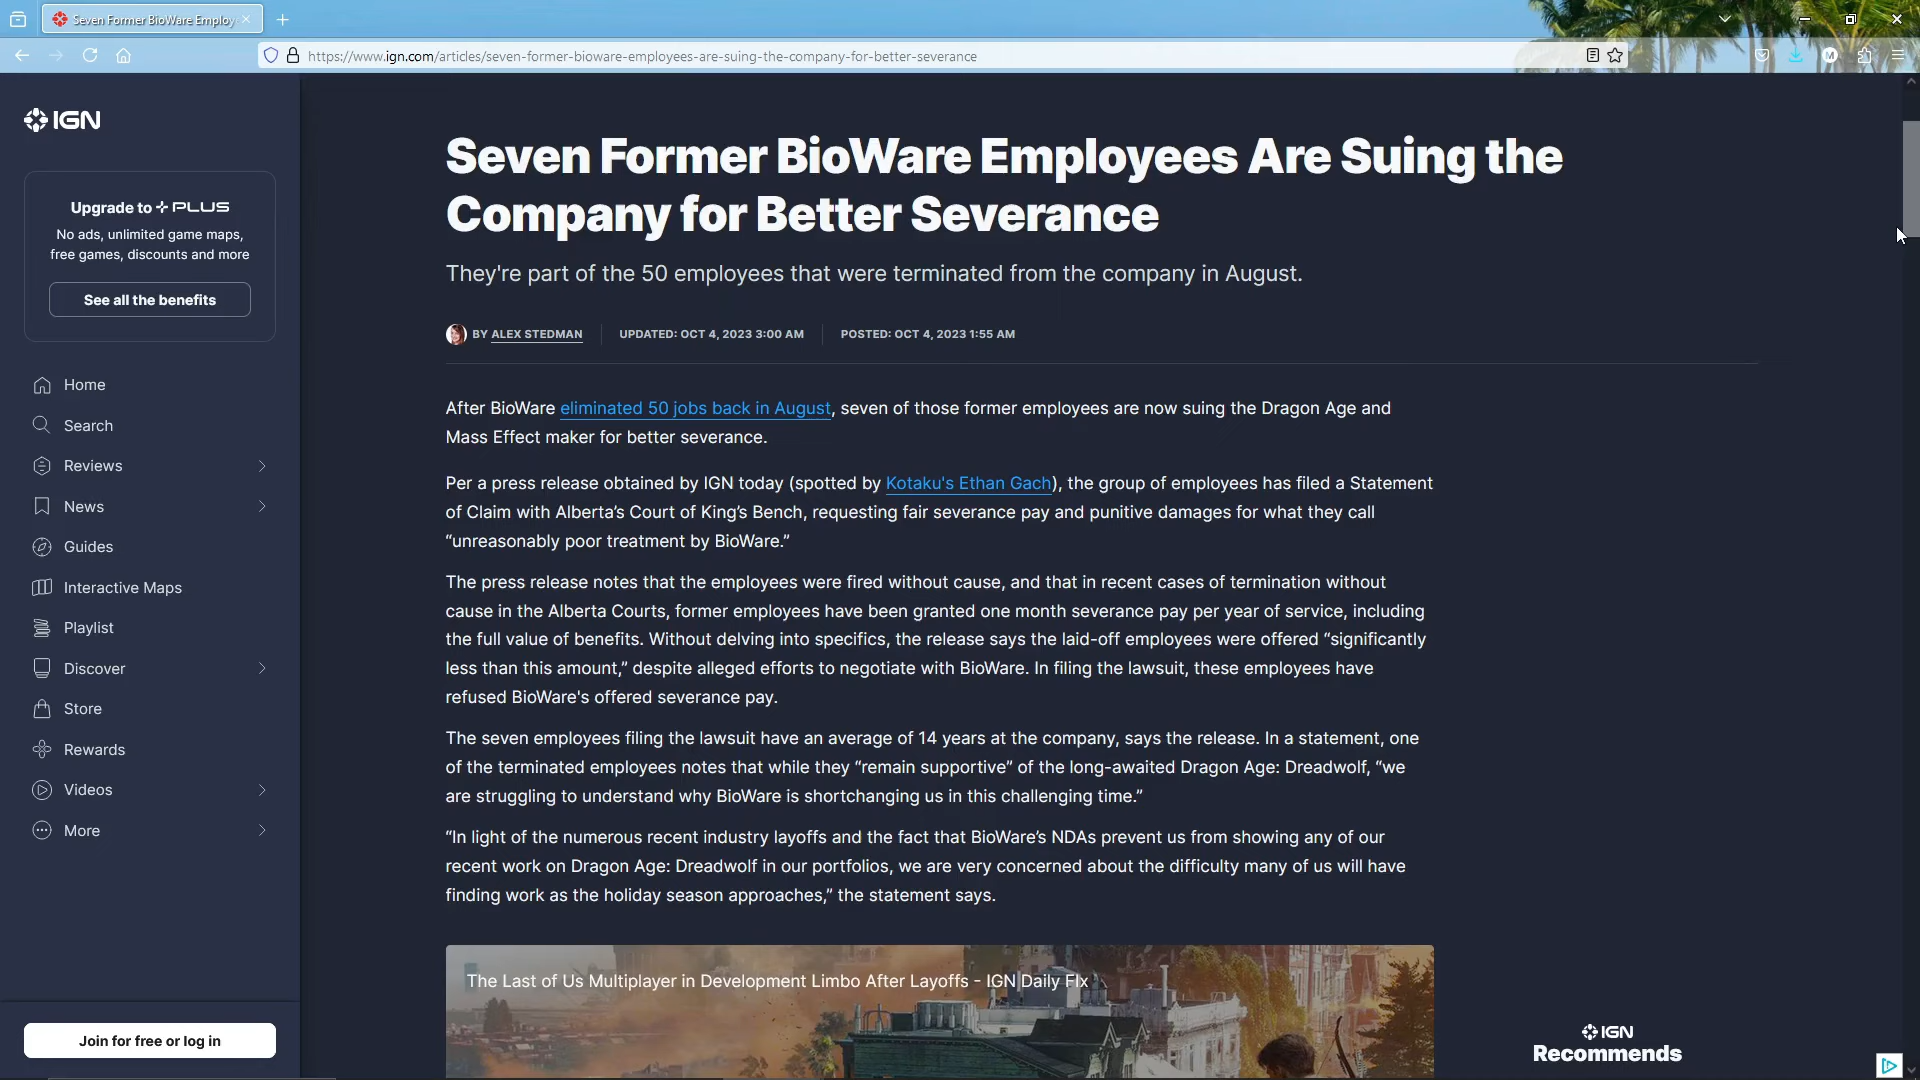 Seven Former BioWare Employ
https://www.ign.com/articles/seven-former-bioware-employees-are-suing-the-company-for-better-severance
M
IGN
Upgrade to PLUS
No ads, unlimited game maps,
free games, discounts and more
See all the benefits
Home
Search
Reviews
News
Guides
Interactive Maps
Playlist
Discover
Store
Rewards
Videos
More
Join for free or log in
Seven Former BioWare Employees Are Suing the
Company for Better Severance
They're part of the 50 employees that were terminated from the company in August.
BY ALEX STEDMAN
UPDATED: OCT 4, 2023 3:00 AM
POSTED: OCT 4, 2023 1:55 AM
After BioWare eliminated 50 jobs back in August, seven of those former employees are now suing the Dragon Age and
Mass Effect maker for better severance.
Per a press release obtained by IGN today (spotted by Kotaku's Ethan Gach), the group of employees has filed a Statement
of Claim with Alberta’s Court of King’s Bench, requesting fair severance pay and punitive damages for what they call
“unreasonably poor treatment by BioWare.”
The press release notes that the employees were fired without cause, and that in recent cases of termination without
cause in the Alberta Courts, former employees have been granted one month severance pay per year of service, including
the full value of benefits. Without delving into specifics, the release says the laid-off employees were offered “significantly
less than this amount,” despite alleged efforts to negotiate with BioWare. In filing the lawsuit, these employees have
refused BioWare's offered severance pay.
The seven employees filing the lawsuit have an average of 14 years at the company, says the release. In a statement, one
of the terminated employees notes that while they “remain supportive” of the long-awaited Dragon Age: Dreadwolf, “we
are struggling to understand why BioWare is shortchanging us in this challenging time.”
“In light of the numerous recent industry layoffs and the fact that BioWare’s NDAs prevent us from showing any of our
recent work on Dragon Age: Dreadwolf in our portfolios, we are very concerned about the difficulty many of us will have
finding work as the holiday season approaches,” the statement says.
The Last of Us Multiplayer in Development Limbo After Layoffs - IGN Daily FIx
IGN
Recommends